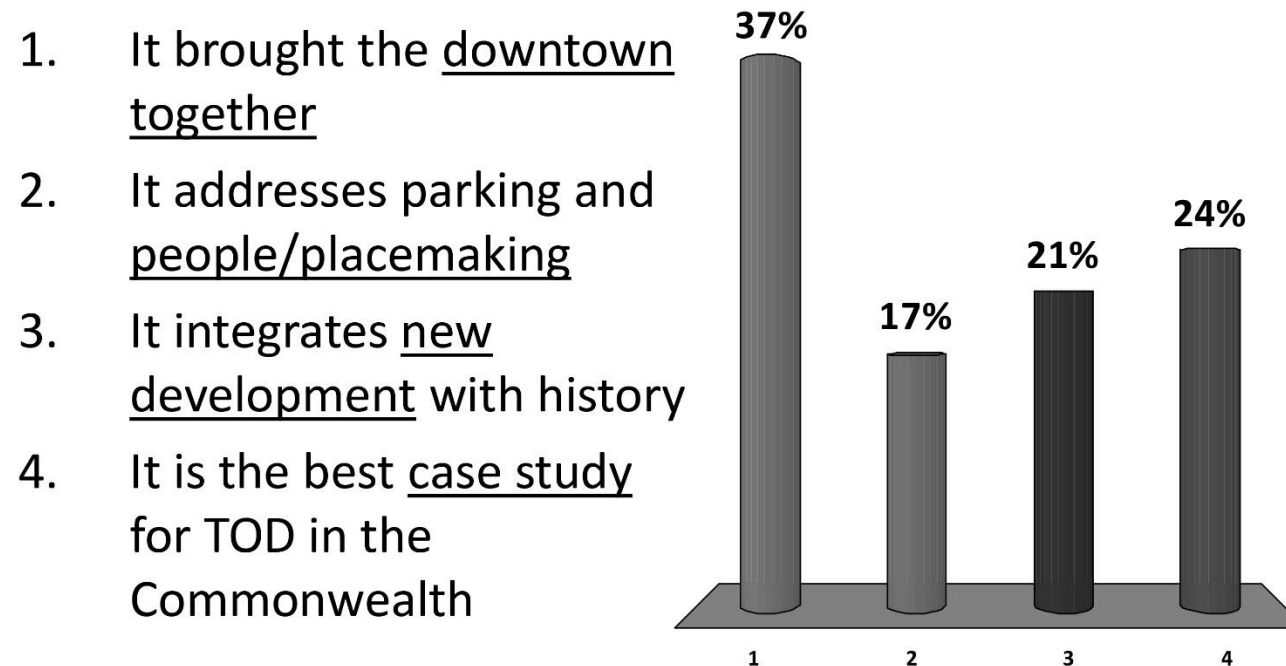 1. It brought the downtown
together
2. It addresses parking and
people/placemaking
3. It integrates new
development with history
4. It is the best case study
for TOD in the
Commonwealth
37%
17%
21%
24%
1 2 3 4